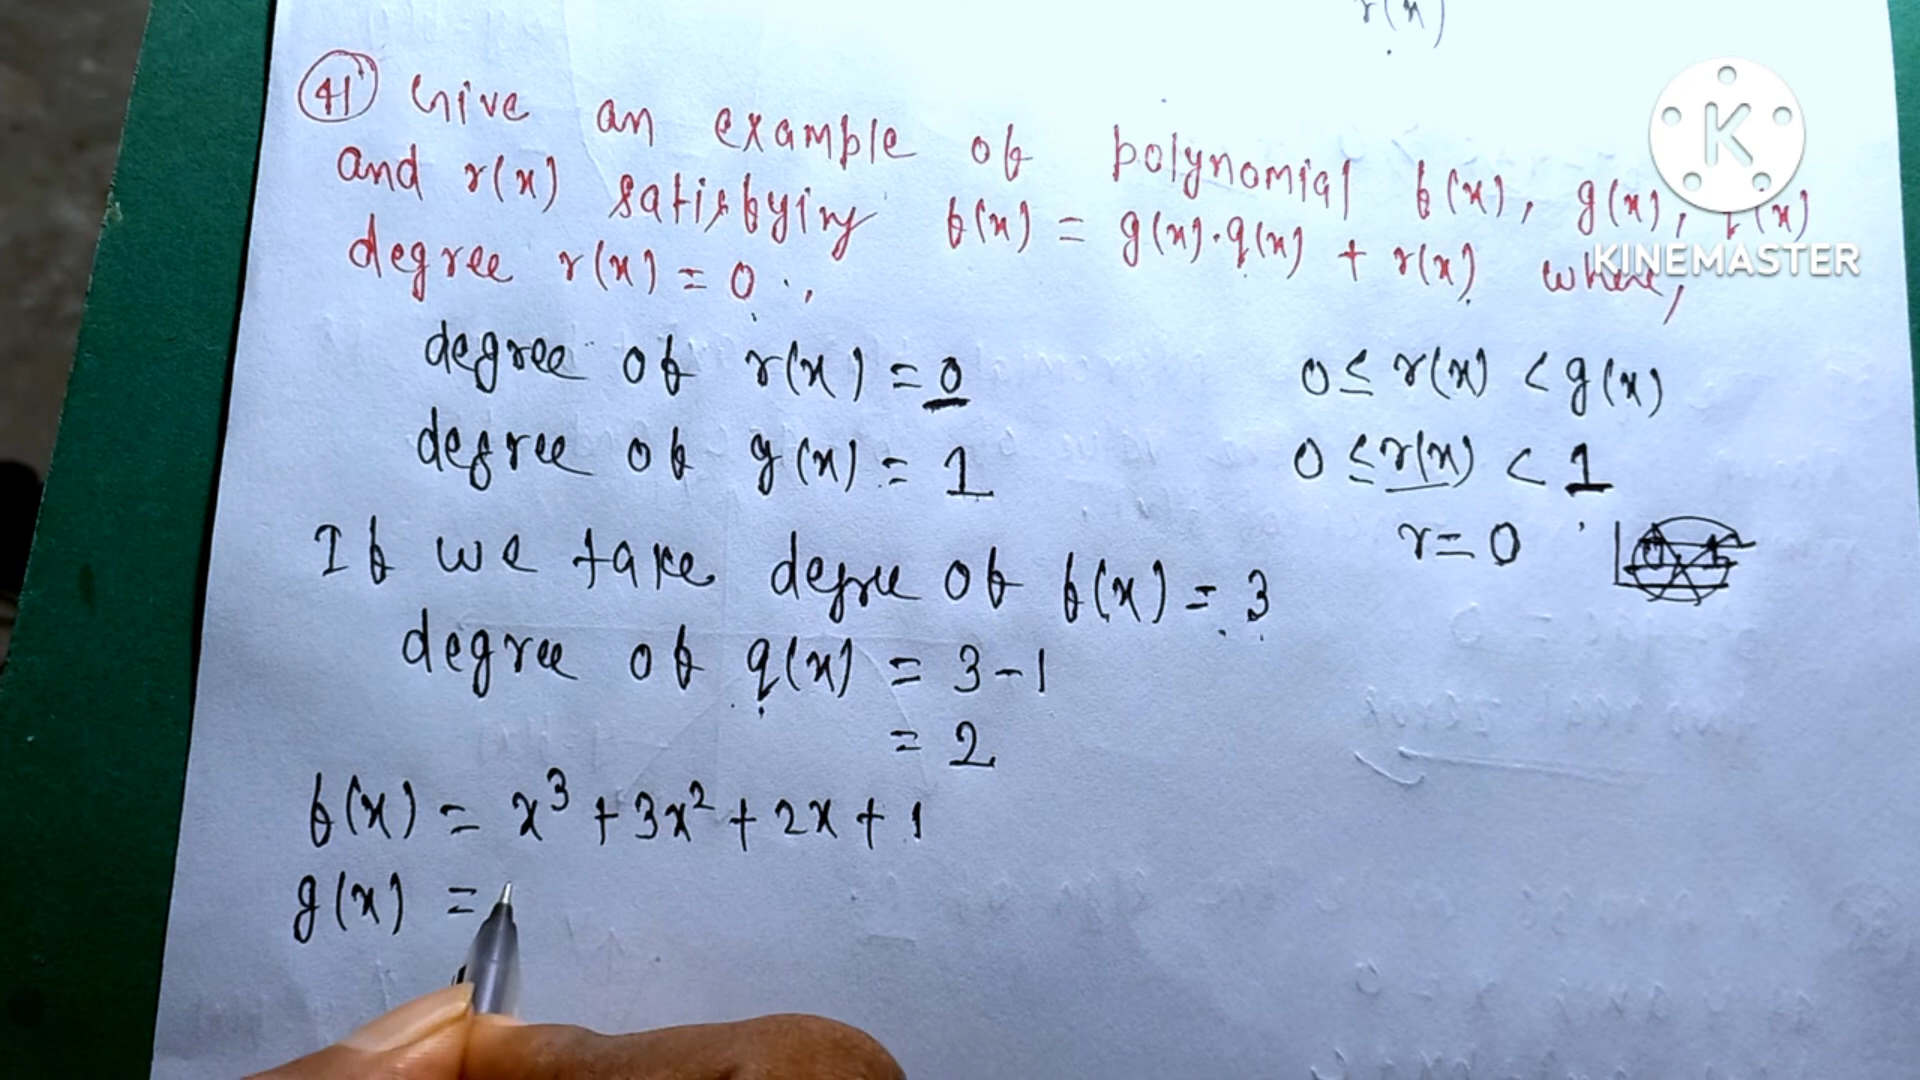 r(x)
41 Give an example of polynomial f(x), g(x), q(x)
and r(x) satisfying f(x) = g(x).q(x) + r(x) where,
degree r(x) = 0.
degree of r(x) = 0
0 ≤ r(x) < g(x)
degree of g(x) = 1
0 ≤ r(x) < 1
r = 0
If we take degree of f(x) = 3
degree of q(x) = 3-1
= 2
f(x) = x³ + 3x² + 2x + 1
g(x) =
K
KINEMASTER